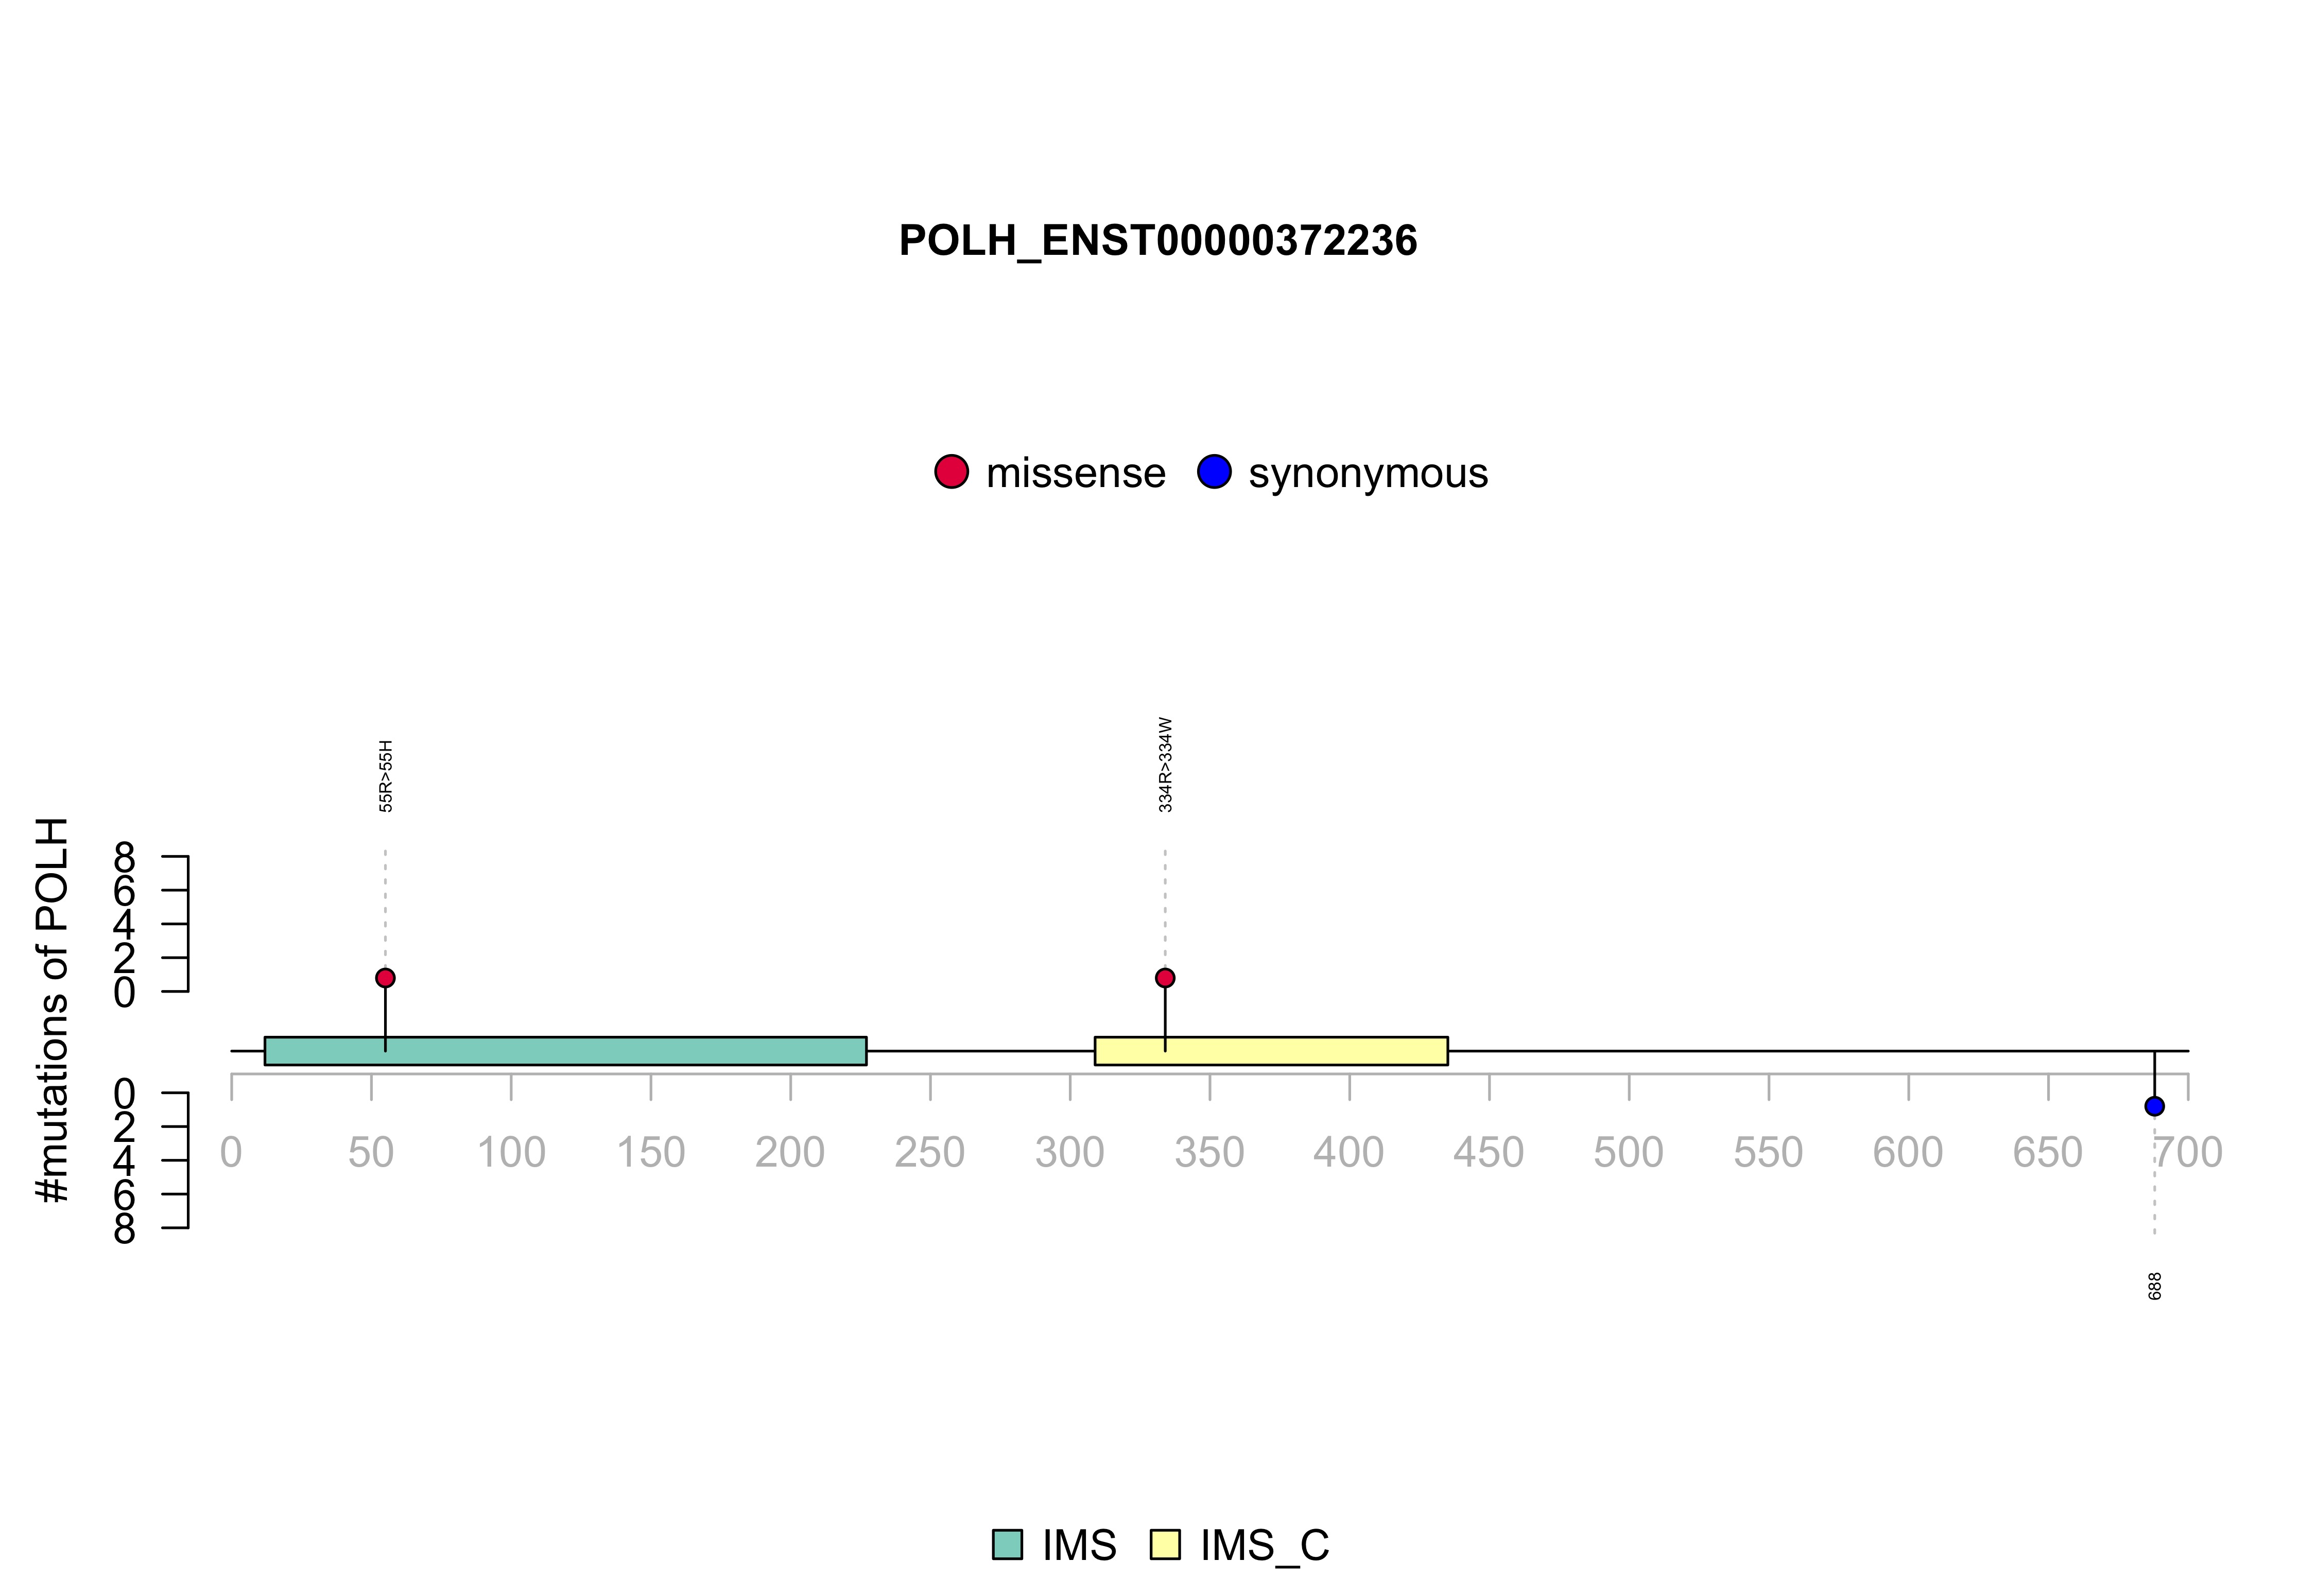 POLH_ENST00000372236
missense synonymous
55R>55H
334R>334W
#mutations of POLH
8
6
4
2
0
0
2
4
6
8
0 50 100 150 200 250 300 350 400 450 500 550 600 650 700
688
IMS IMS_C